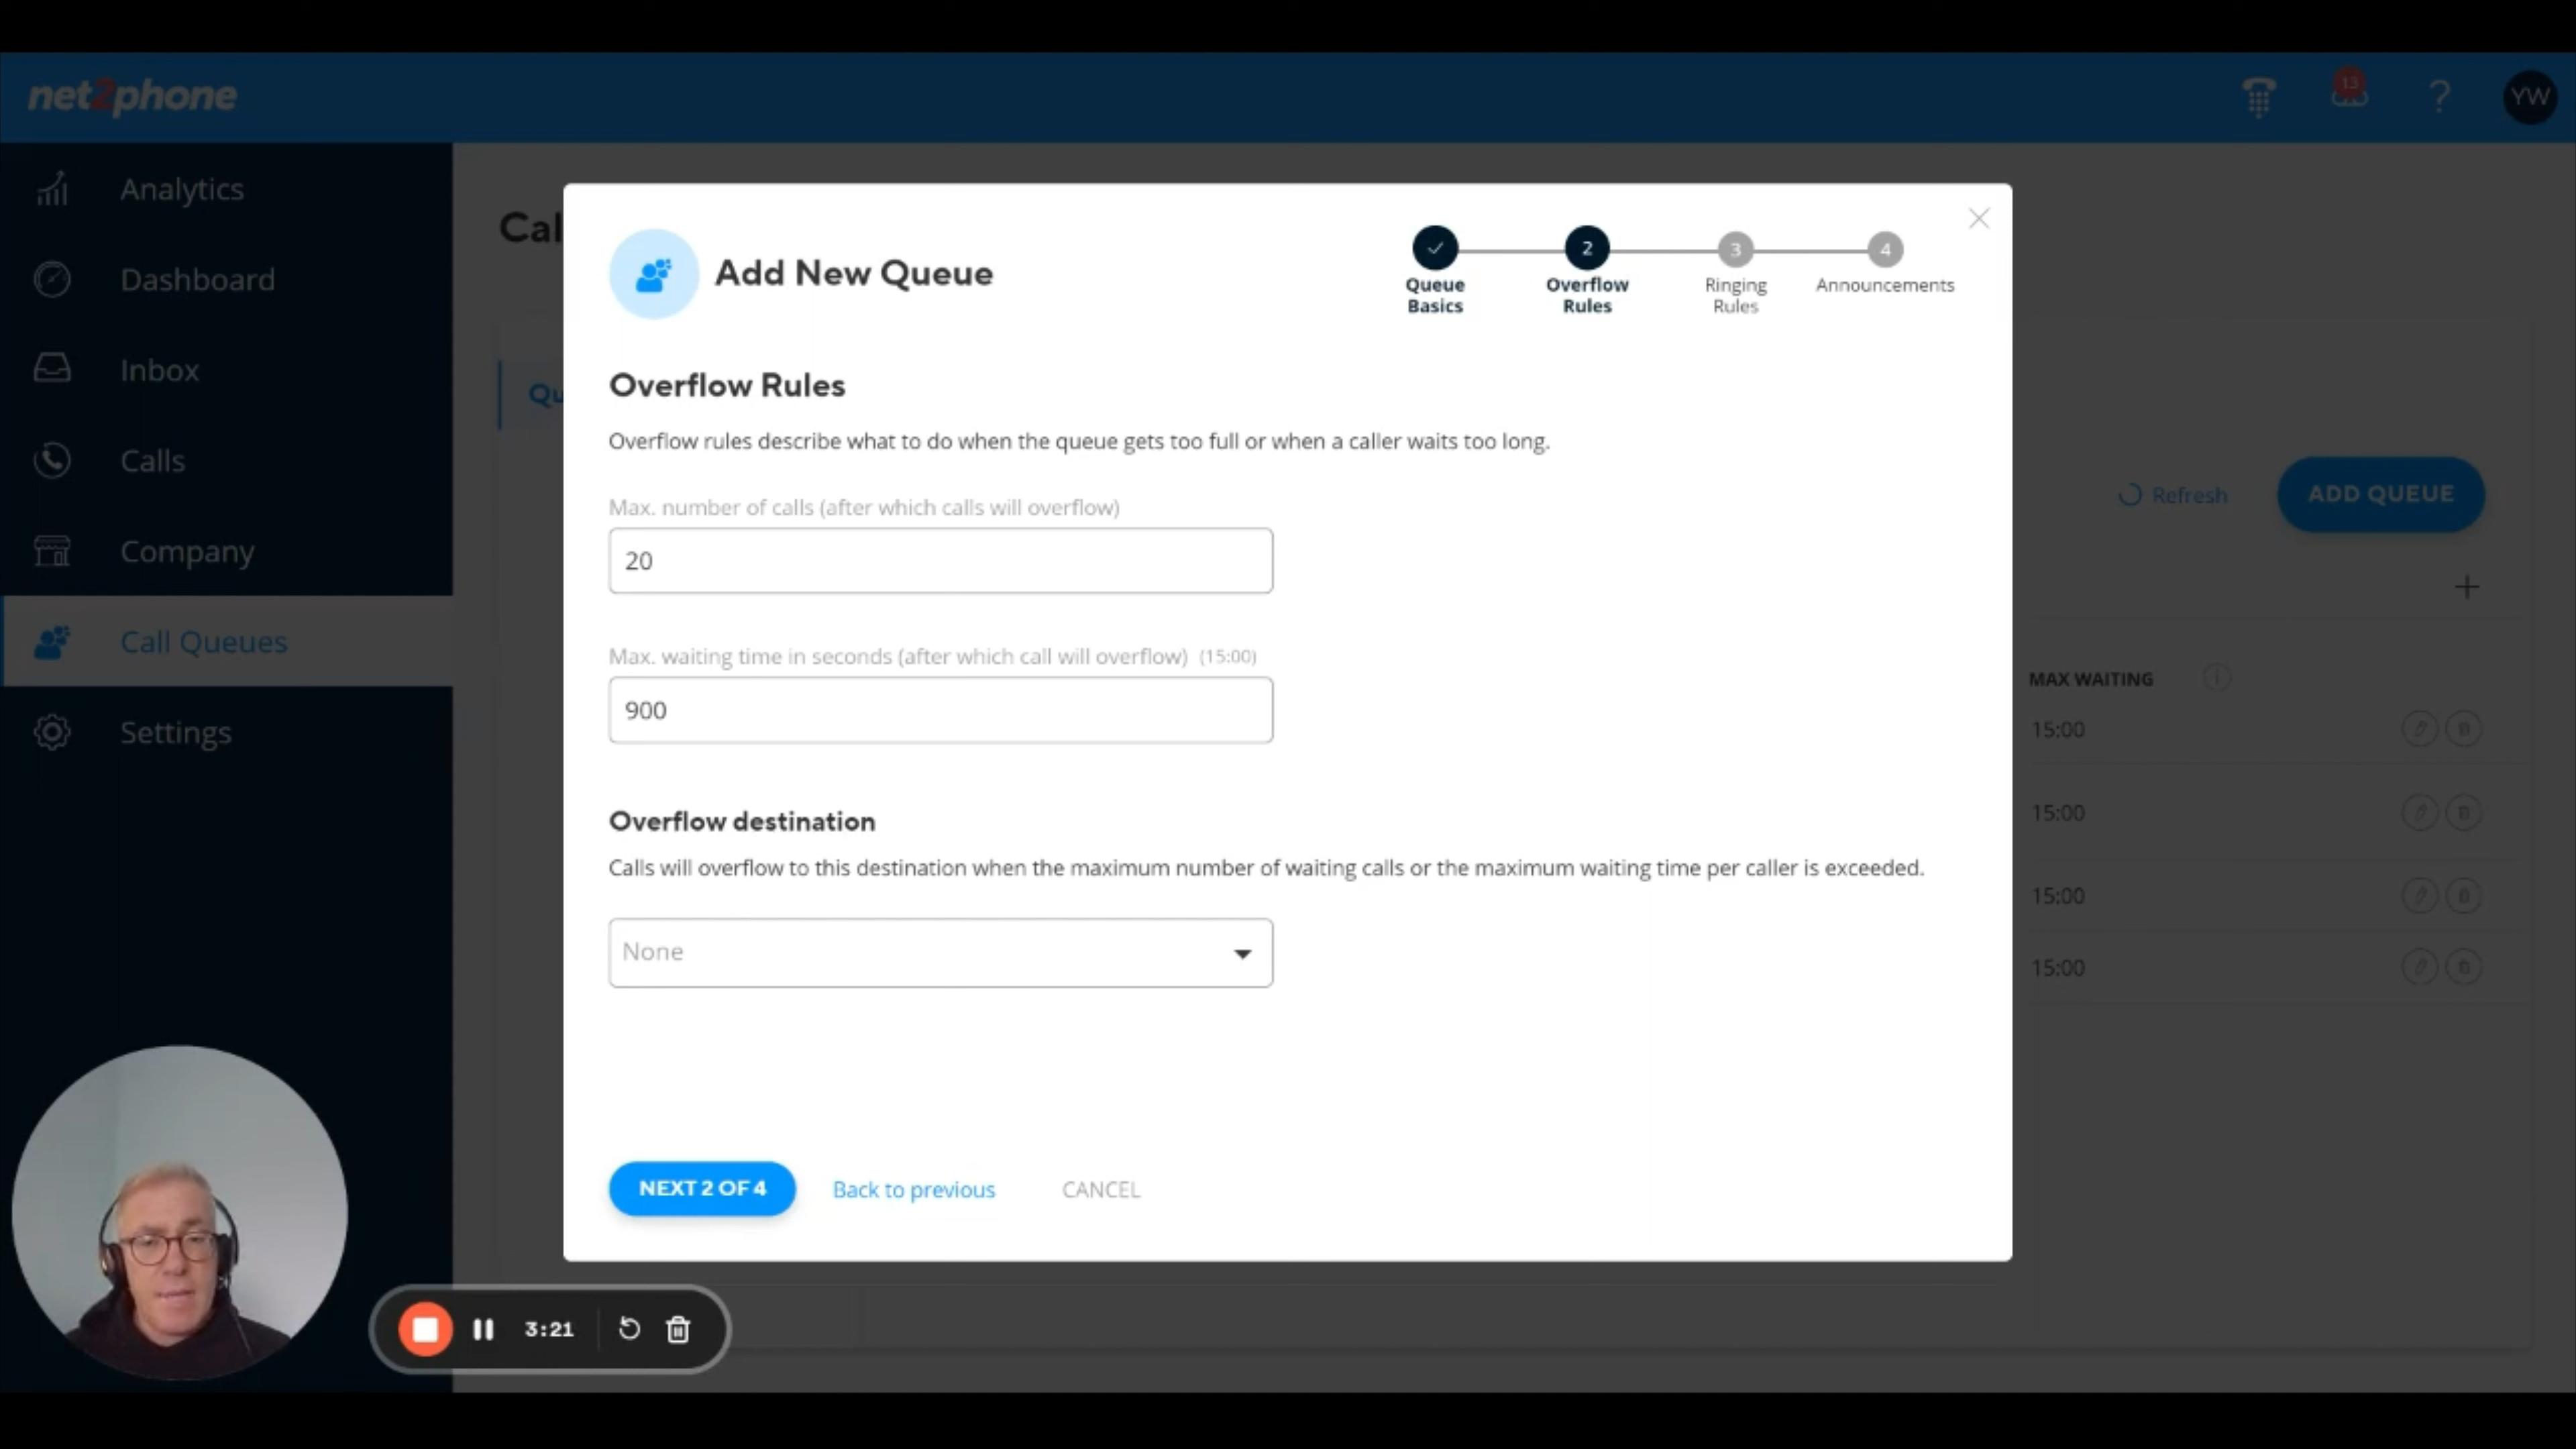 net2phone
13
?
YW
Analytics
Dashboard
Inbox
Calls
Company
Call Queues
Settings
Cal
Qu
Refresh
ADD QUEUE
MAX WAITING
15:00
15:00
15:00
15:00
Add New Queue
2
3
4
Queue
Basics
Overflow
Rules
Ringing
Rules
Announcements
Overflow Rules
Overflow rules describe what to do when the queue gets too full or when a caller waits too long.
Max. number of calls (after which calls will overflow)
20
Max. waiting time in seconds (after which call will overflow) (15:00)
900
Overflow destination
Calls will overflow to this destination when the maximum number of waiting calls or the maximum waiting time per caller is exceeded.
None
NEXT 2 OF 4
Back to previous
CANCEL
3:21